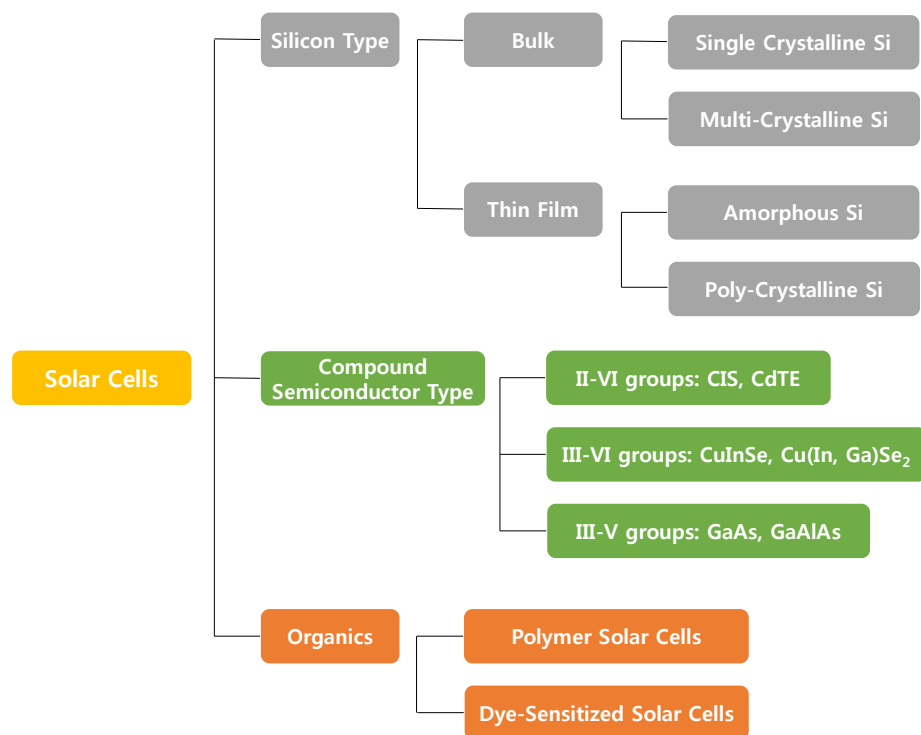 Solar Cells
Silicon Type
Bulk
Single Crystalline Si
Multi-Crystalline Si
Thin Film
Amorphous Si
Poly-Crystalline Si
Compound
Semiconductor Type
II-VI groups: CIS, CdTE
III-VI groups: CuInSe, Cu(In, Ga)Se₂
III-V groups: GaAs, GaAlAs
Organics
Polymer Solar Cells
Dye-Sensitized Solar Cells